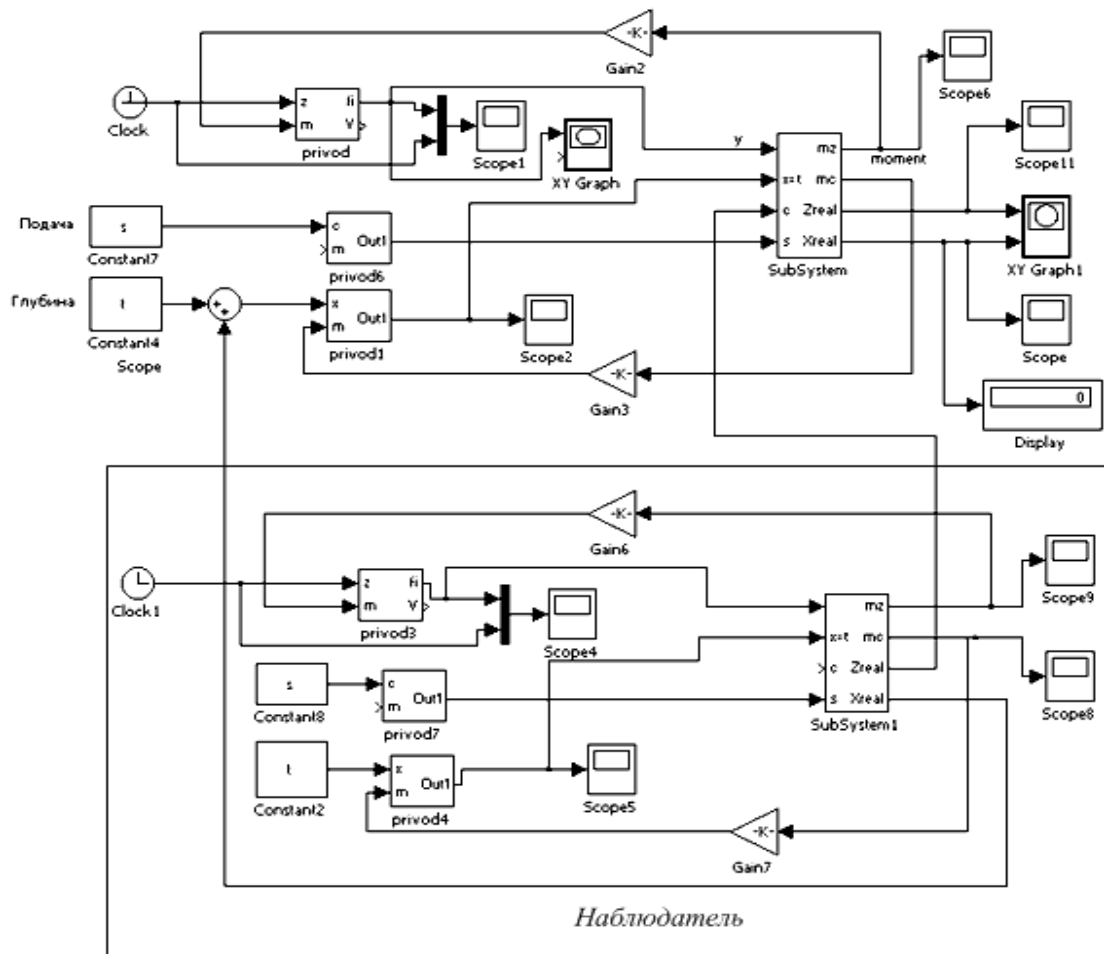 -K-
Gain2
Scope6
Clock
z fi
m V
privod
Scope1
XY Graph
y
mz
x=t mc
c Zreal
s Xreal
SubSystem
moment
Scope11
XY Graph1
Подача
s
Constant7
c Out1
m
privod6
Глубина
t
Constant4
Scope
++
x Out1
m
privod1
Scope2
-K-
Gain3
Scope
0
Display
-K-
Gain6
Clock1
z fi
m V
privod3
Scope4
mz
x=t mc
c Zreal
s Xreal
SubSystem1
Scope9
Scope8
s
Constant8
c Out1
m
privod7
t
Constant2
x Out1
m
privod4
Scope5
-K-
Gain7
Наблюдатель